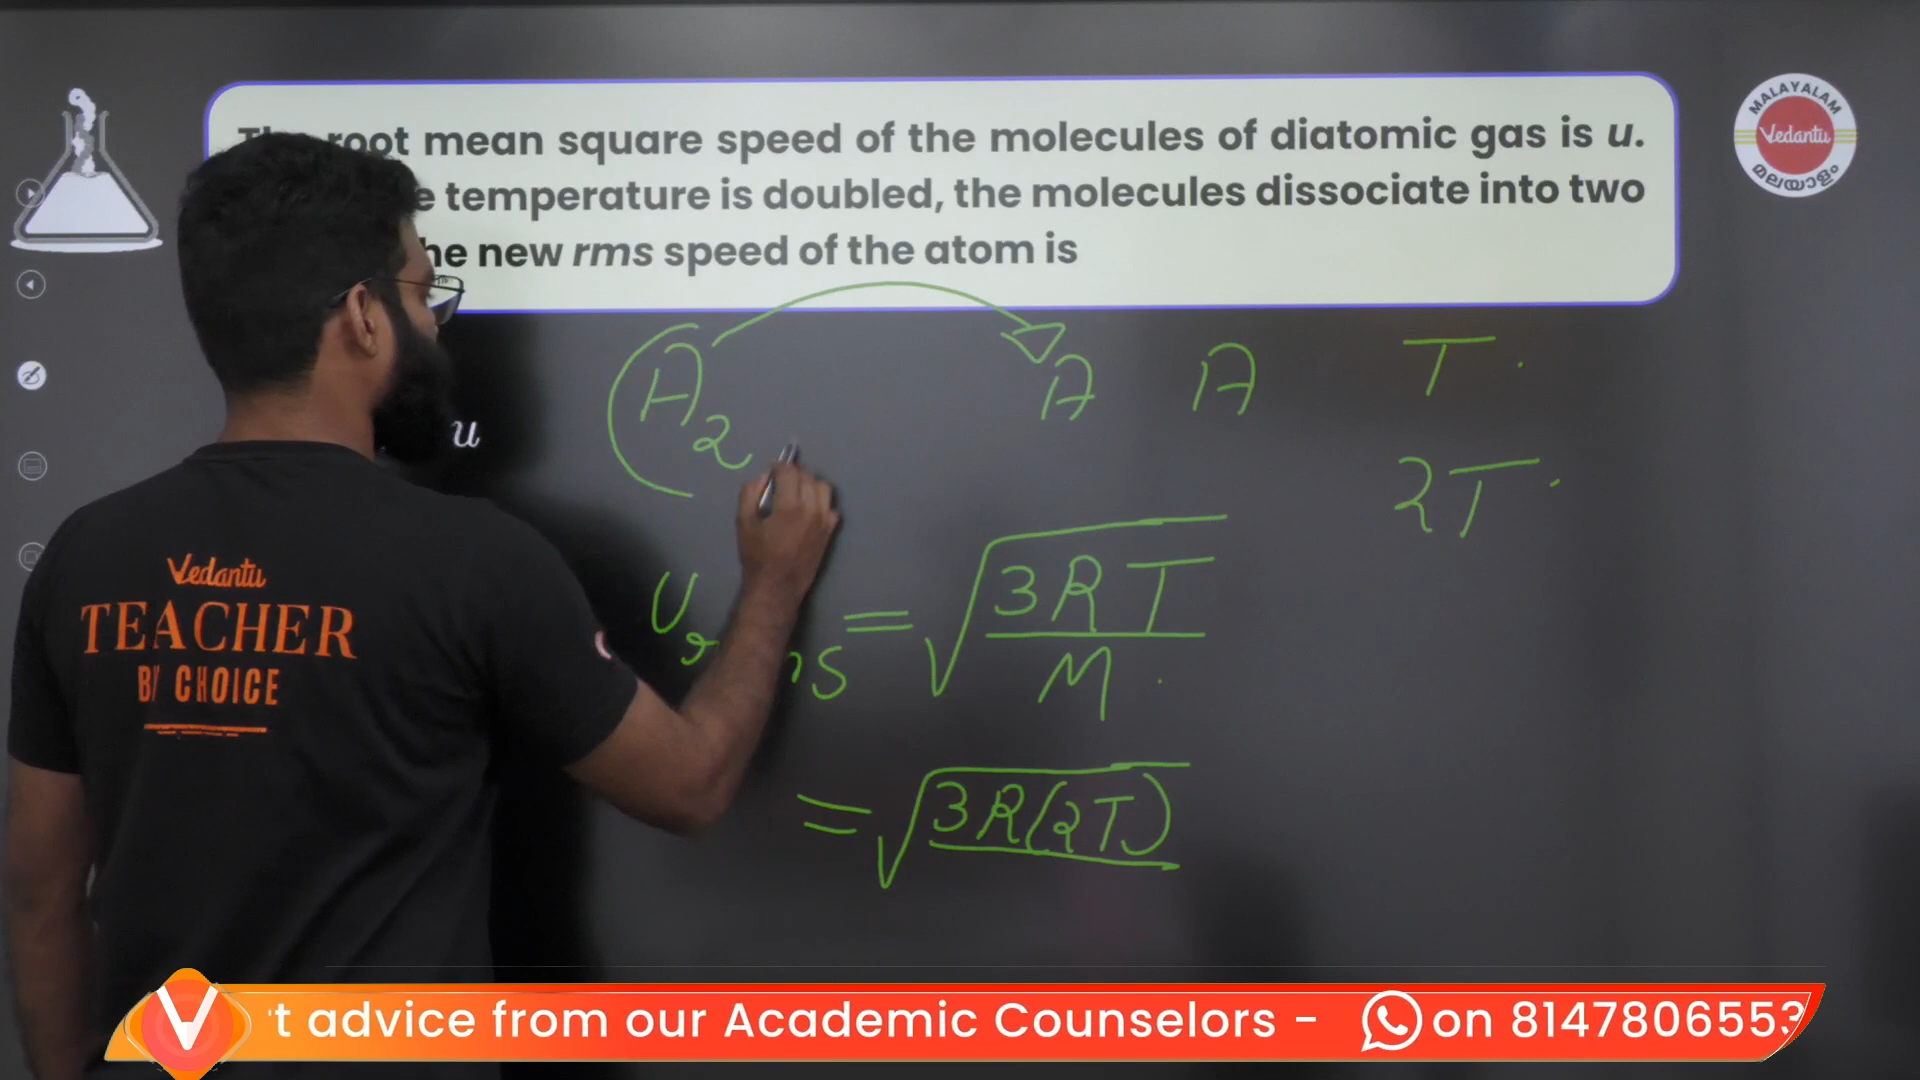 root mean square speed of the molecules of diatomic gas is u.
temperature is doubled, the molecules dissociate into two
new rms speed of the atom is
MALAYALAM
Vedantu
മലയാളം
A₂ A A T
u
2T
= √3RT/M
Vedantu
TEACHER
BY CHOICE
= √3R(2T)
V
advice from our Academic Counselors - on 8147806553